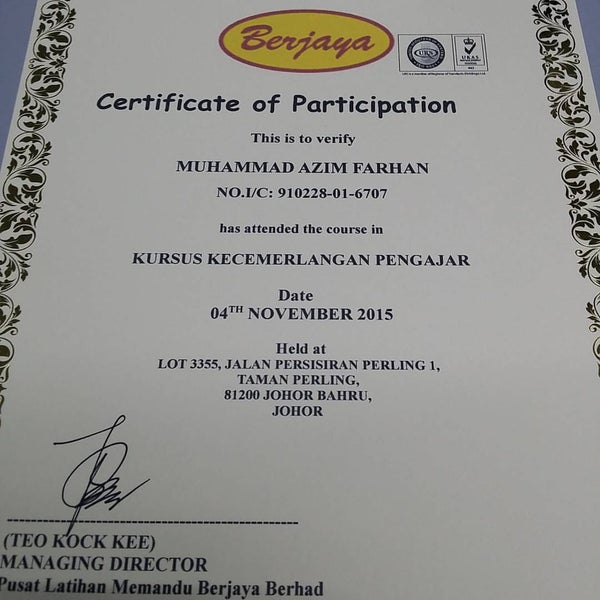 Berjaya
URS
UKAS
Certificate of Participation
This is to verify
MUHAMMAD AZIM FARHAN
NO.I/C: 910228-01-6707
has attended the course in
KURSUS KECEMERLANGAN PENGAJAR
Date
04TH NOVEMBER 2015
Held at
LOT 3355, JALAN PERSISIRAN PERLING 1,
TAMAN PERLING,
81200 JOHOR BAHRU,
JOHOR
(TEO KOCK KEE)
MANAGING DIRECTOR
Pusat Latihan Memandu Berjaya Berhad